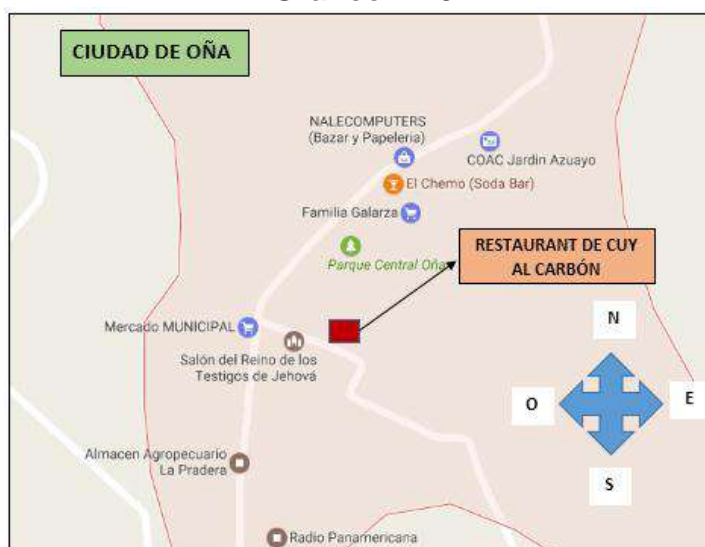 CIUDAD DE OÑA
NALECOMPUTERS
(Bazar y Papeleria)
COAC Jardin Azuayo
El Chemo (Soda Bar)
Familia Galarza
Parque Central Oña
RESTAURANT DE CUY
AL CARBÓN
Mercado MUNICIPAL
Salón del Reino de los
Testigos de Jehová
N
O
E
S
Almacen Agropecuario
La Pradera
Radio Panamericana